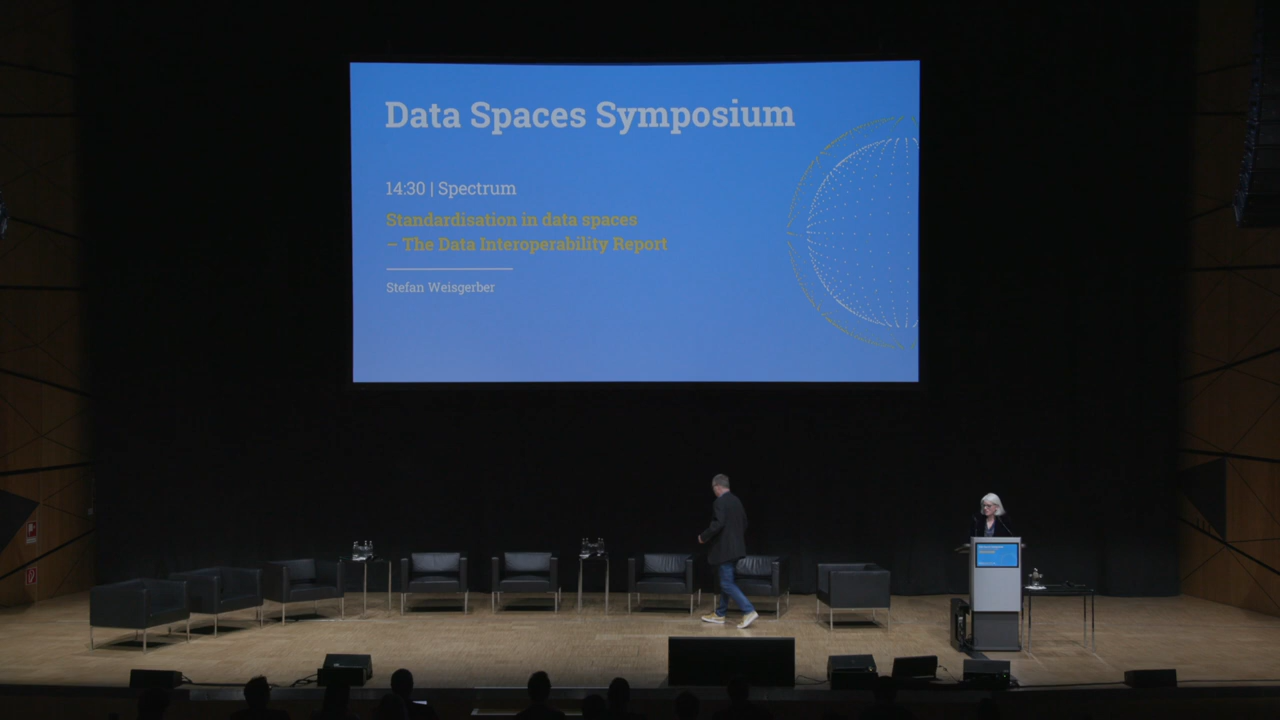 Data Spaces Symposium
14:30 | Spectrum
Standardisation in data spaces
– The Data Interoperability Report
Stefan Weisgerber